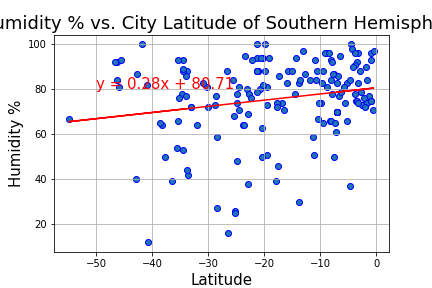 umidity % vs. City Latitude of Southern Hemisph
100
80
60
40
20
Humidity %
y = 0.28x + 80.71
−50 −40 −30 −20 −10 0
Latitude